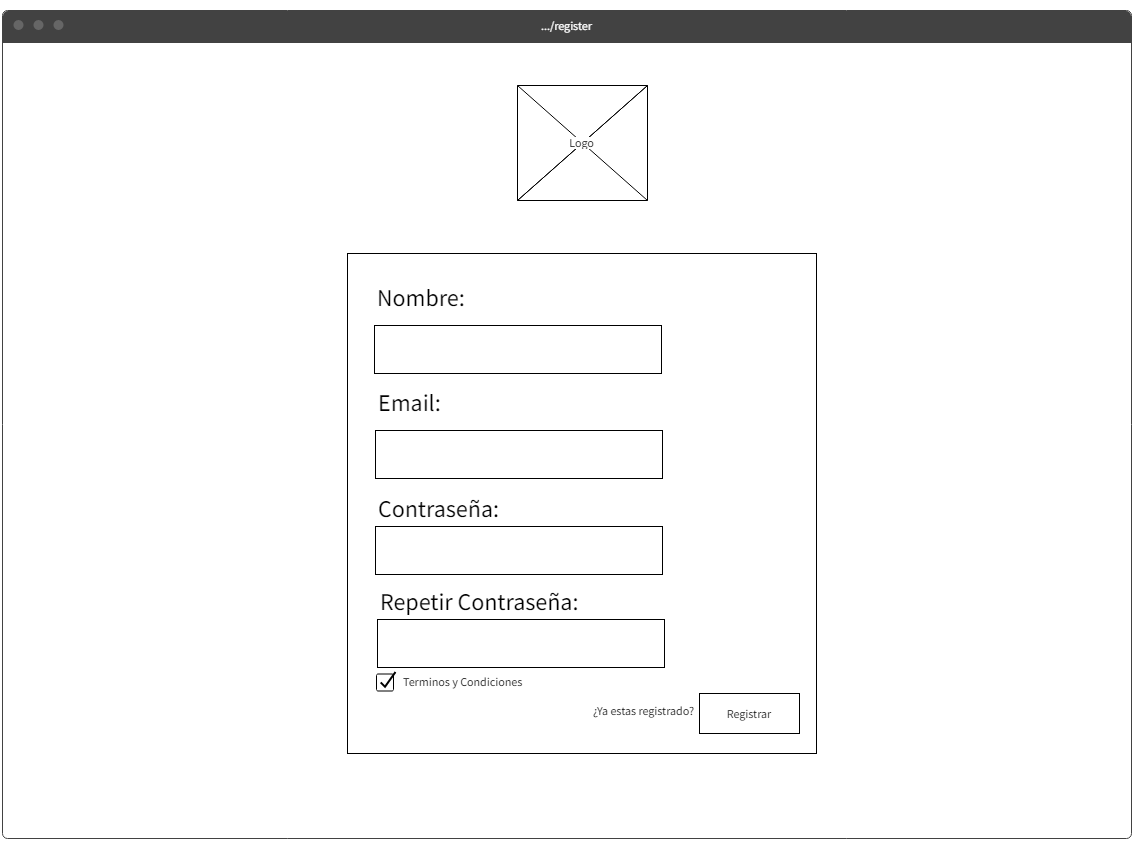 .../register
Logo
Nombre:
Email:
Contraseña:
Repetir Contraseña:
Terminos y Condiciones
¿Ya estas registrado?
Registrar